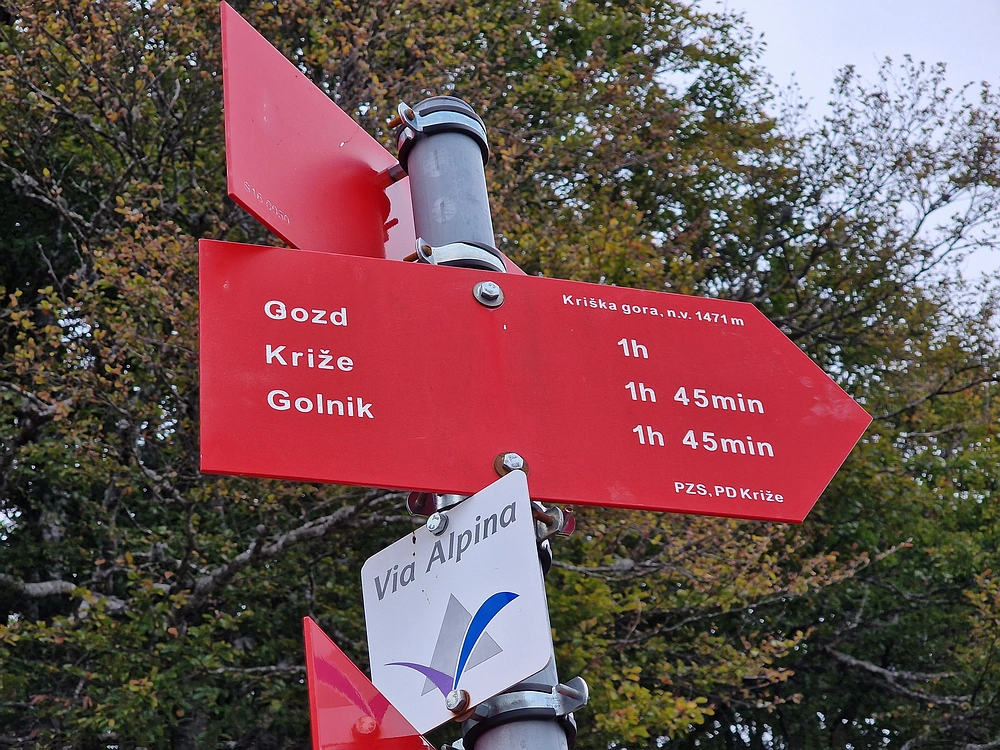 Kriška gora, n.v. 1471 m
Gozd 1h
Križe 1h 45min
Golnik 1h 45min
PZS, PD Križe
Via Alpina